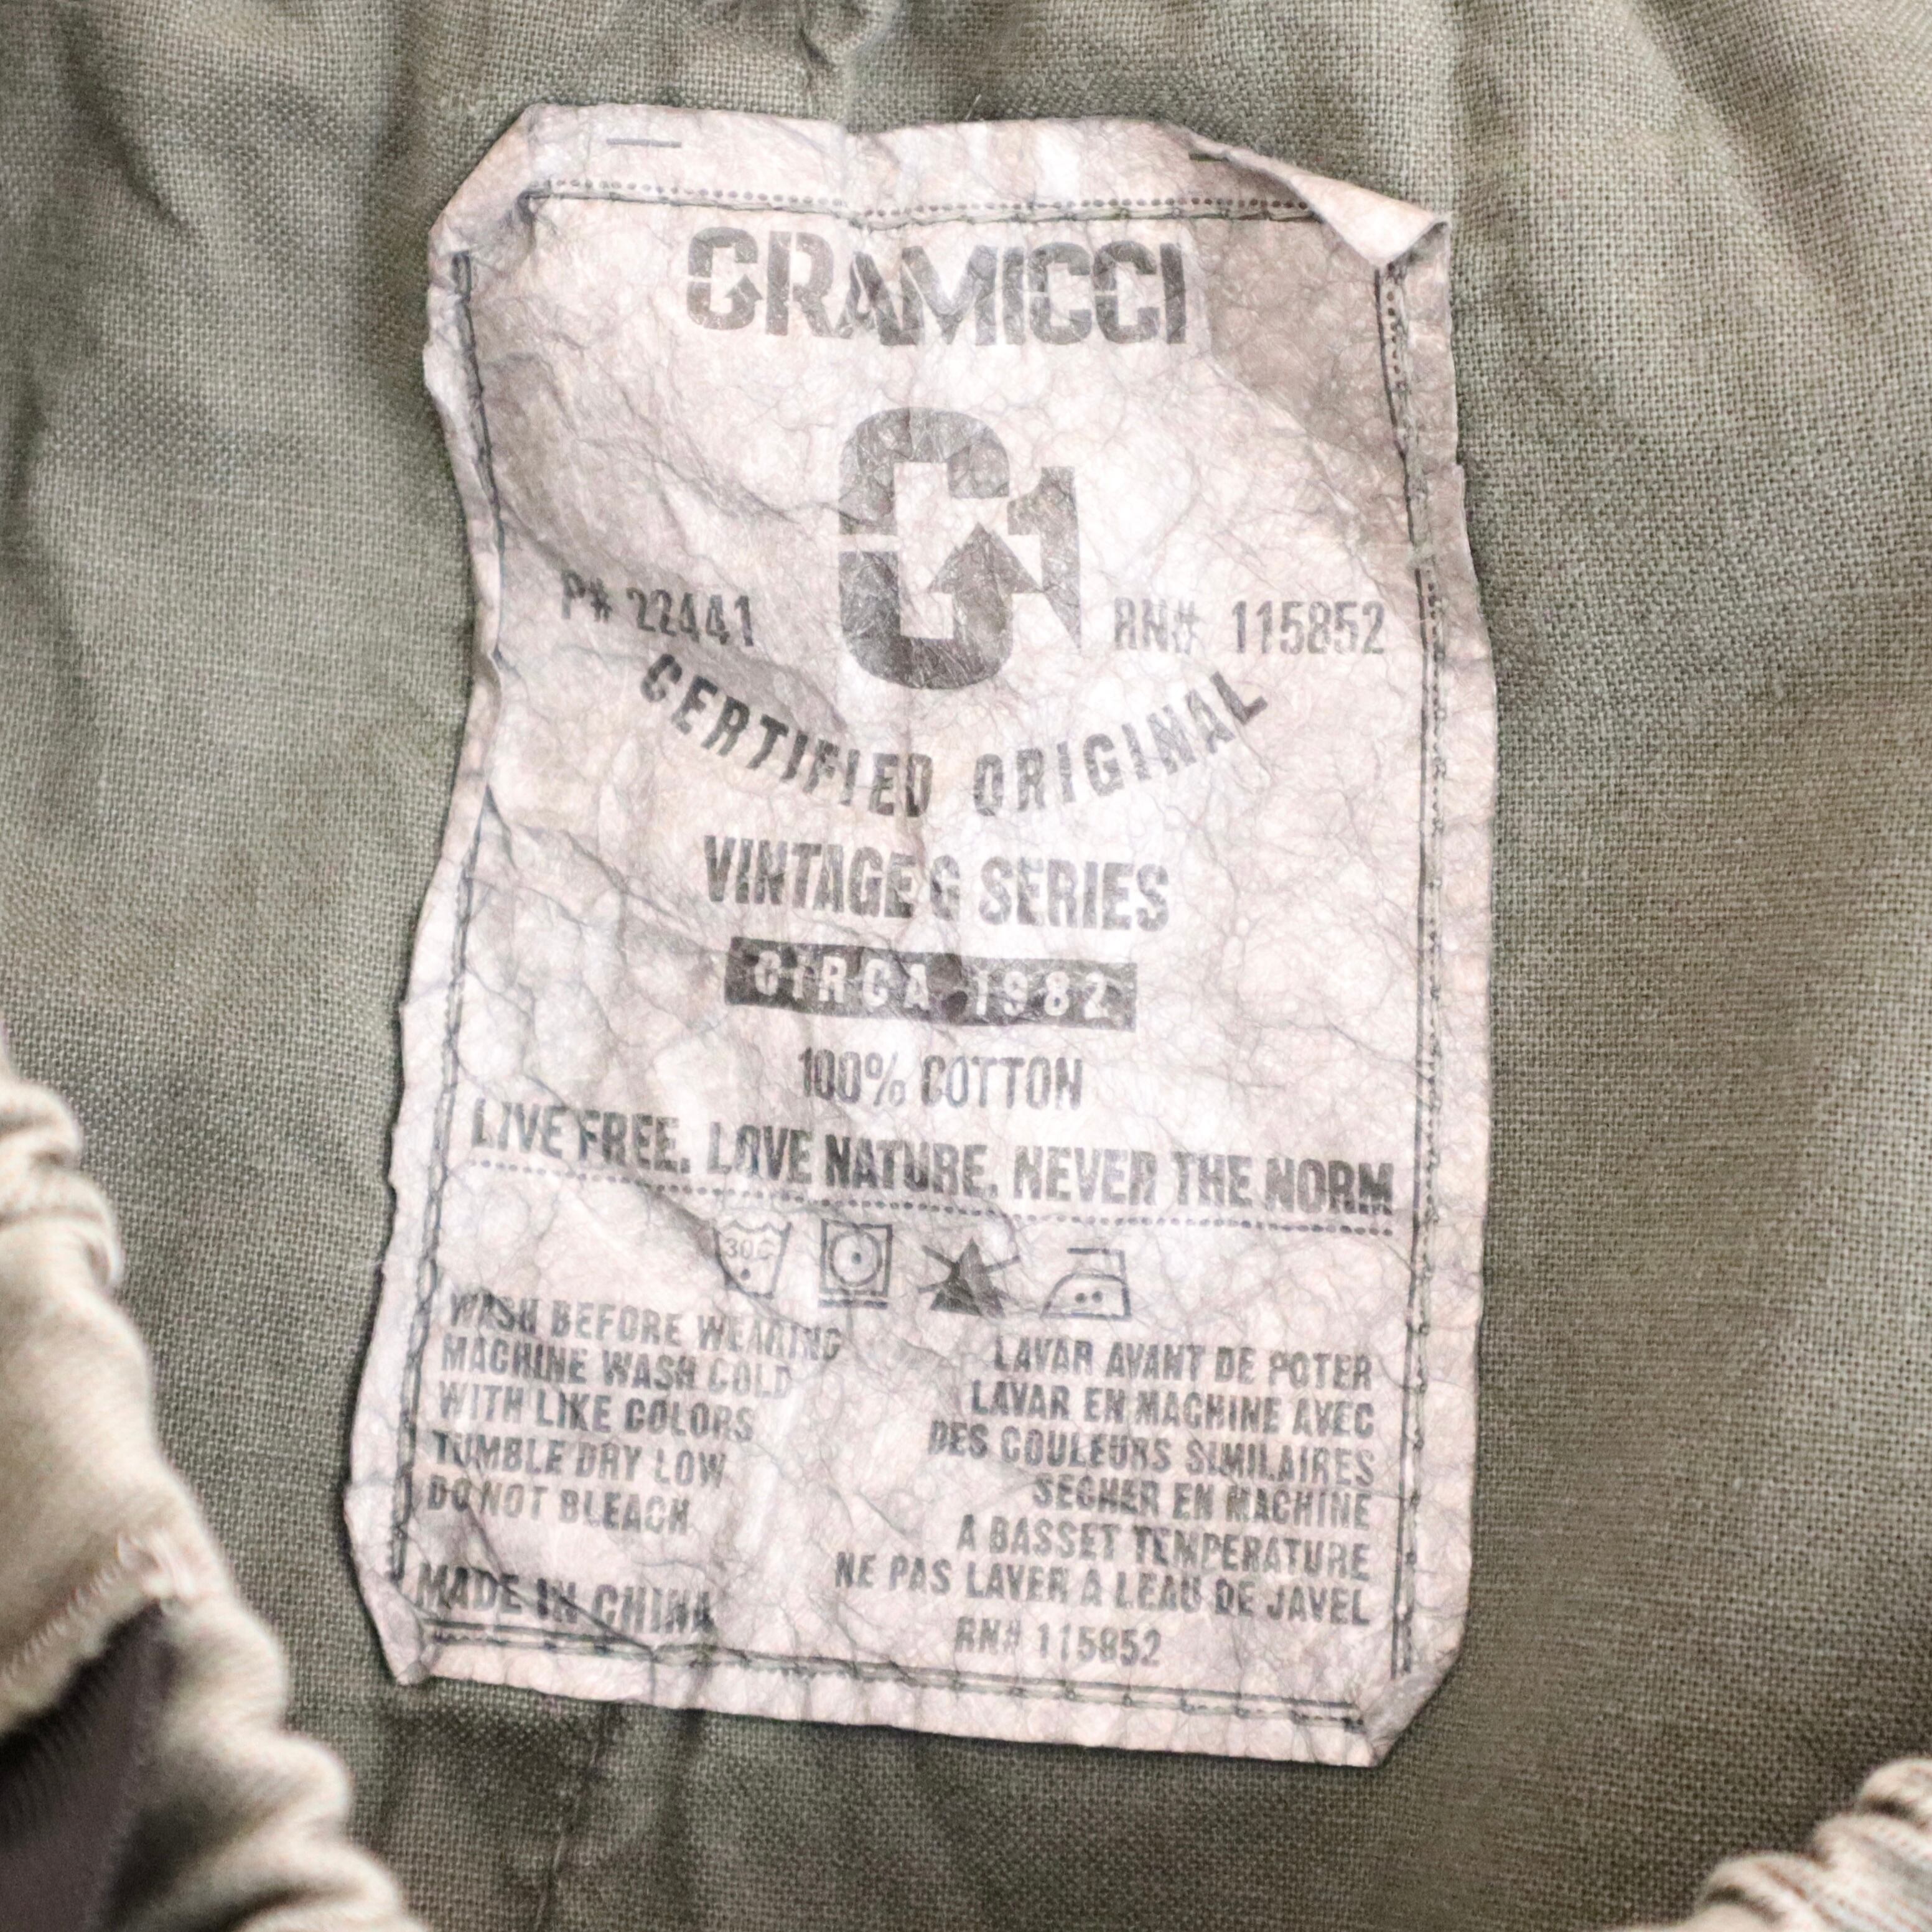 GRAMICCI
P# 22441
RN# 115852
CERTIFIED ORIGINAL
VINTAGE G SERIES
CIRCA 1982
100% COTTON
LIVE FREE. LOVE NATURE. NEVER THE NORM
30C
WASH BEFORE WEARING
MACHINE WASH COLD
WITH LIKE COLORS
TUMBLE DRY LOW
DO NOT BLEACH
MADE IN CHINA
LAVAR AVANT DE POTER
LAVAR EN MACHINE AVEC
DES COULEURS SIMILAIRES
SECHER EN MACHINE
A BASSET TEMPERATURE
NE PAS LAVER A LEAU DE JAVEL
RN# 115852